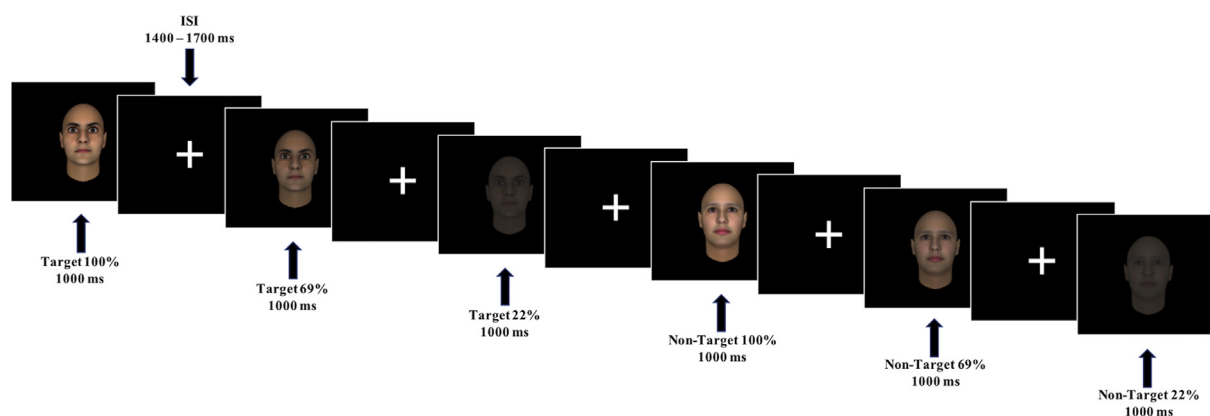 ISI
1400 – 1700 ms
Target 100%
1000 ms
Target 69%
1000 ms
Target 22%
1000 ms
Non-Target 100%
1000 ms
Non-Target 69%
1000 ms
Non-Target 22%
1000 ms